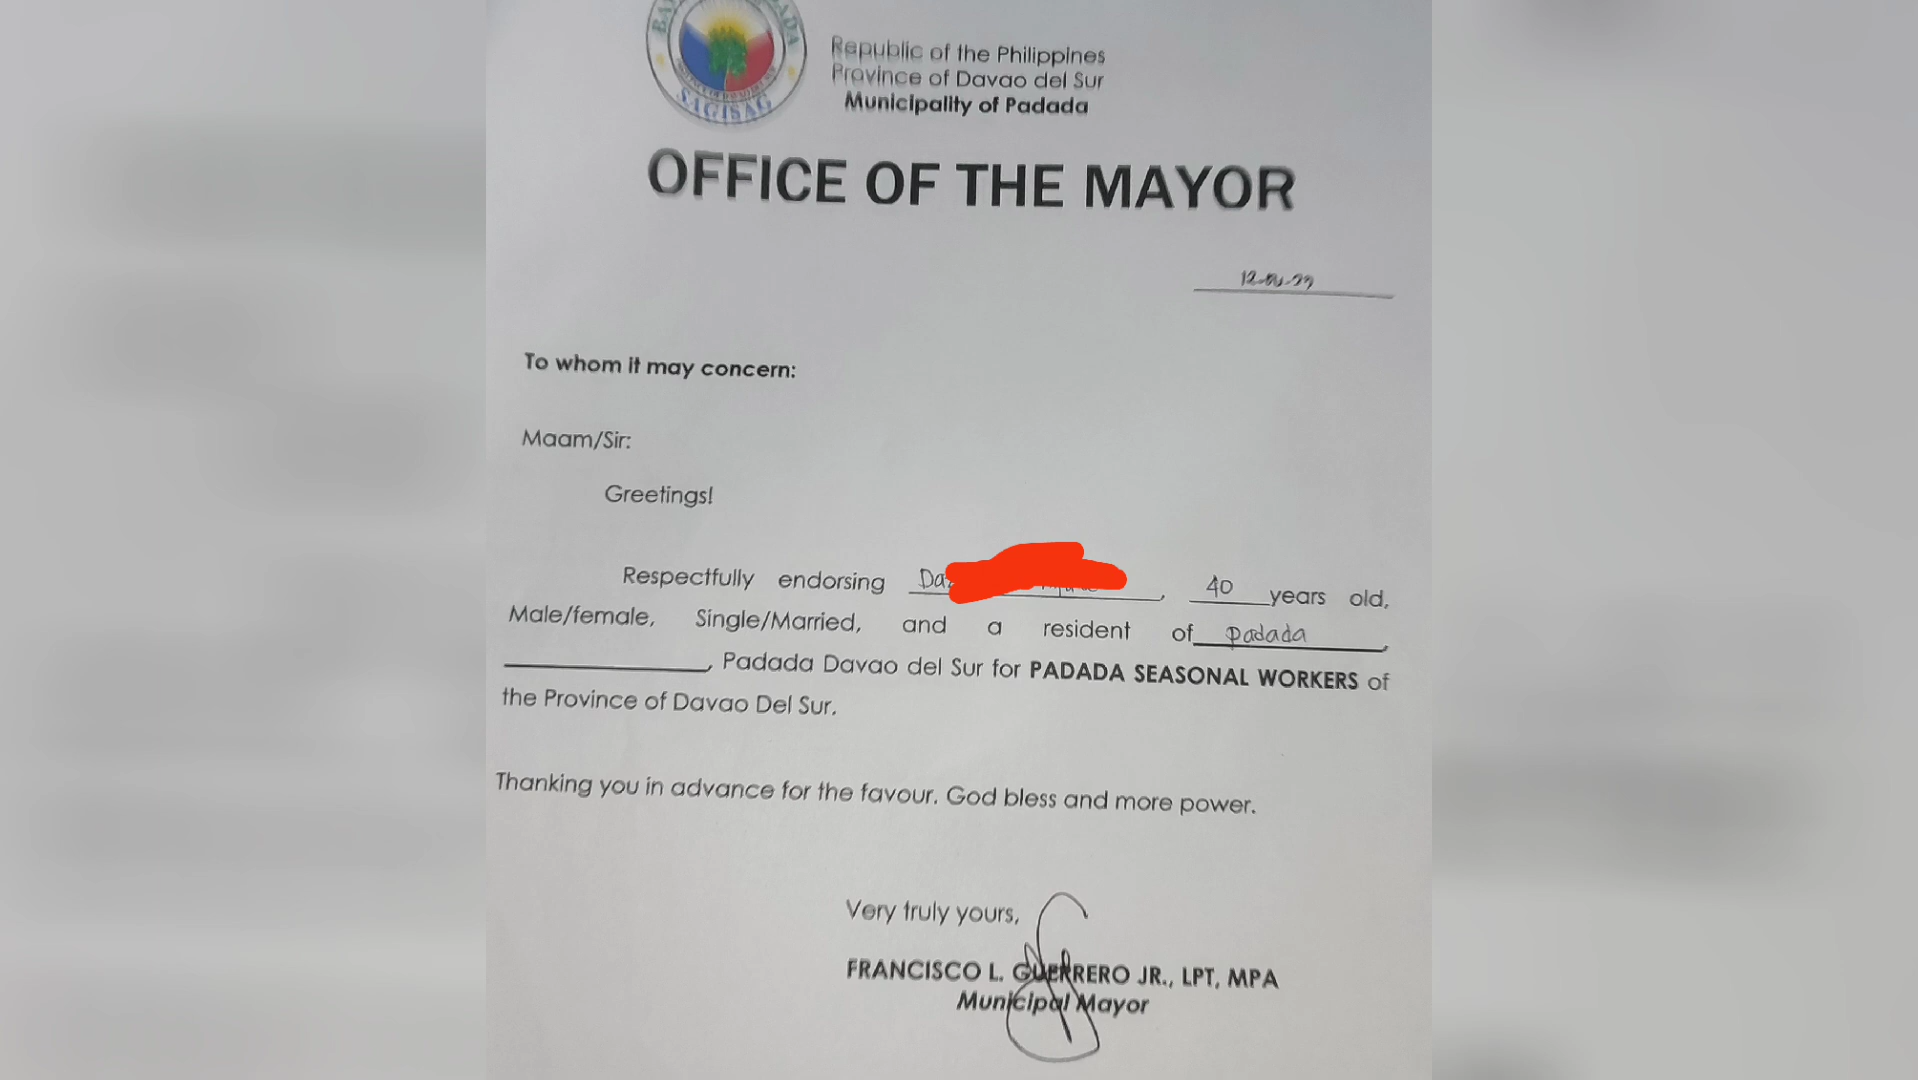 SAGISAG
Republic of the Philippines
Province of Davao del Sur
Municipality of Padada
OFFICE OF THE MAYOR
To whom it may concern:
Maam/Sir:
Greetings!
Respectfully endorsing , 40 years old,
Male/female, Single/Married, and a resident of Padada,
, Padada Davao del Sur for PADADA SEASONAL WORKERS of
the Province of Davao Del Sur.
Thanking you in advance for the favour. God bless and more power.
Very truly yours,
FRANCISCO L. GUERRERO JR., LPT, MPA
Municipal Mayor